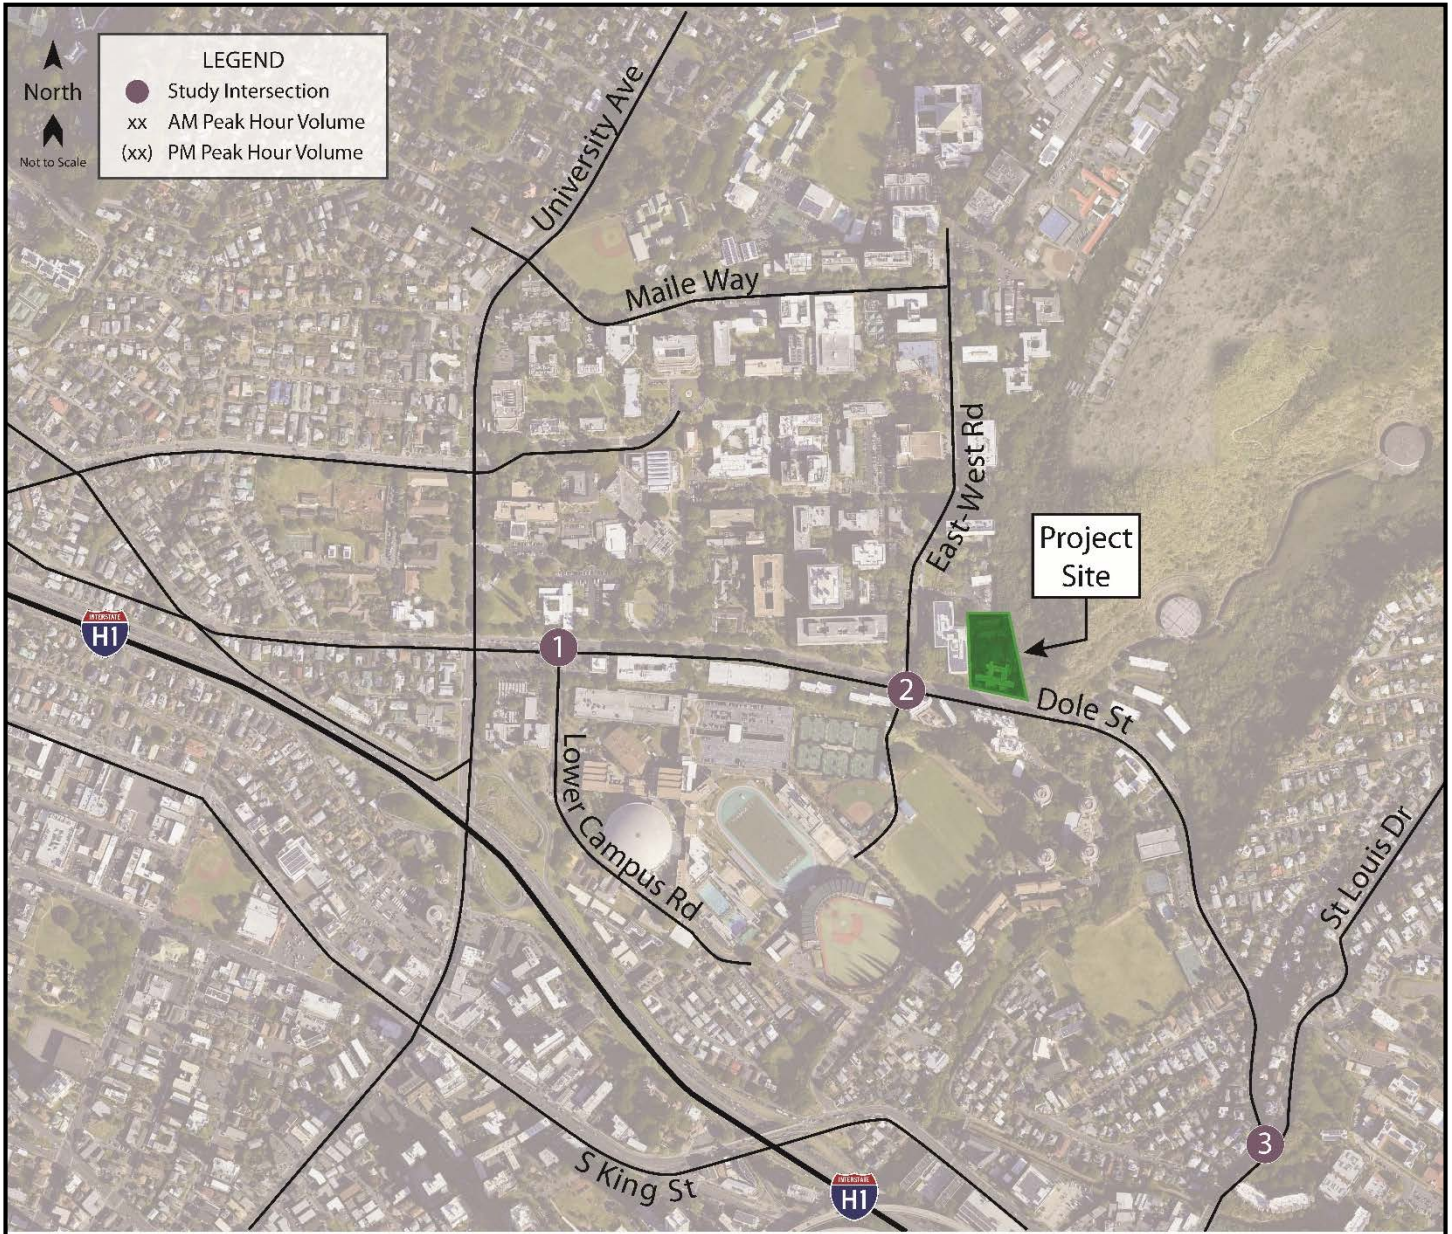 North
Not to Scale
LEGEND
Study Intersection
xx AM Peak Hour Volume
(xx) PM Peak Hour Volume
University Ave
Maile Way
East-West Rd
Project
Site
INTERSTATE
H1
1
2
Dole St
Lower Campus Rd
St Louis Dr
3
S King St
INTERSTATE
H1